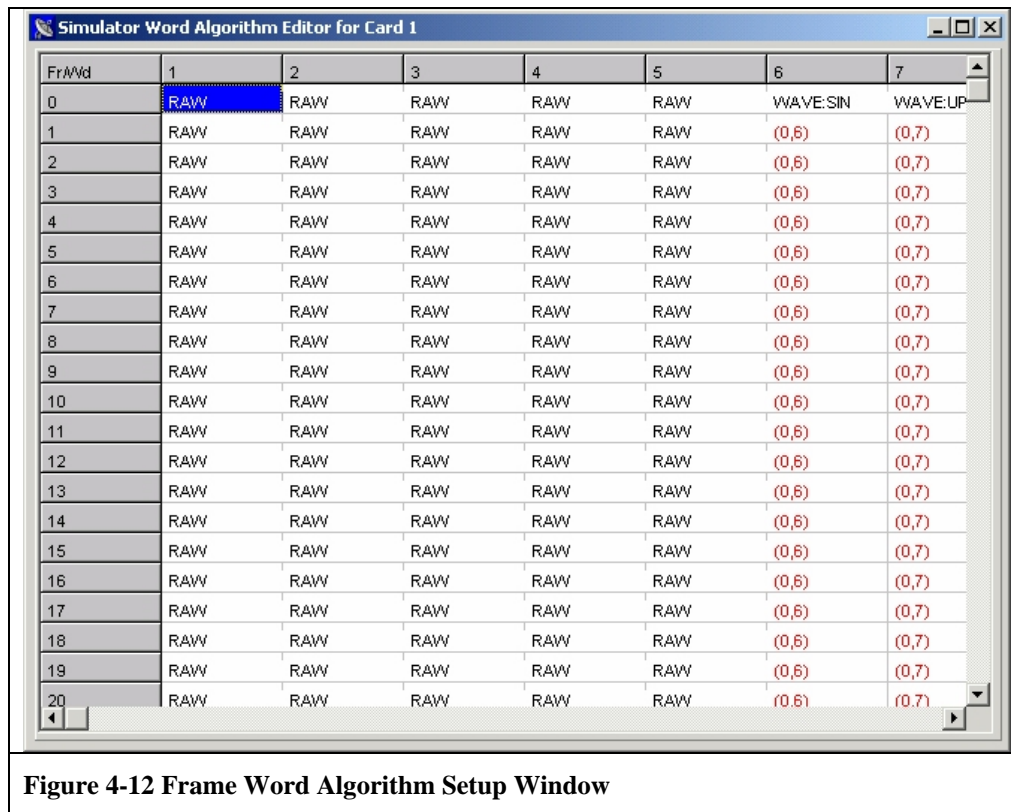 Simulator Word Algorithm Editor for Card 1
Fr/Wd 1 2 3 4 5 6 7
0 RAW RAW RAW RAW RAW WAVE:SIN WAVE:UP
1 RAW RAW RAW RAW RAW (0,6) (0,7)
2 RAW RAW RAW RAW RAW (0,6) (0,7)
3 RAW RAW RAW RAW RAW (0,6) (0,7)
4 RAW RAW RAW RAW RAW (0,6) (0,7)
5 RAW RAW RAW RAW RAW (0,6) (0,7)
6 RAW RAW RAW RAW RAW (0,6) (0,7)
7 RAW RAW RAW RAW RAW (0,6) (0,7)
8 RAW RAW RAW RAW RAW (0,6) (0,7)
9 RAW RAW RAW RAW RAW (0,6) (0,7)
10 RAW RAW RAW RAW RAW (0,6) (0,7)
11 RAW RAW RAW RAW RAW (0,6) (0,7)
12 RAW RAW RAW RAW RAW (0,6) (0,7)
13 RAW RAW RAW RAW RAW (0,6) (0,7)
14 RAW RAW RAW RAW RAW (0,6) (0,7)
15 RAW RAW RAW RAW RAW (0,6) (0,7)
16 RAW RAW RAW RAW RAW (0,6) (0,7)
17 RAW RAW RAW RAW RAW (0,6) (0,7)
18 RAW RAW RAW RAW RAW (0,6) (0,7)
19 RAW RAW RAW RAW RAW (0,6) (0,7)
20 RAW RAW RAW RAW RAW (0,6) (0,7)
Figure 4-12 Frame Word Algorithm Setup Window